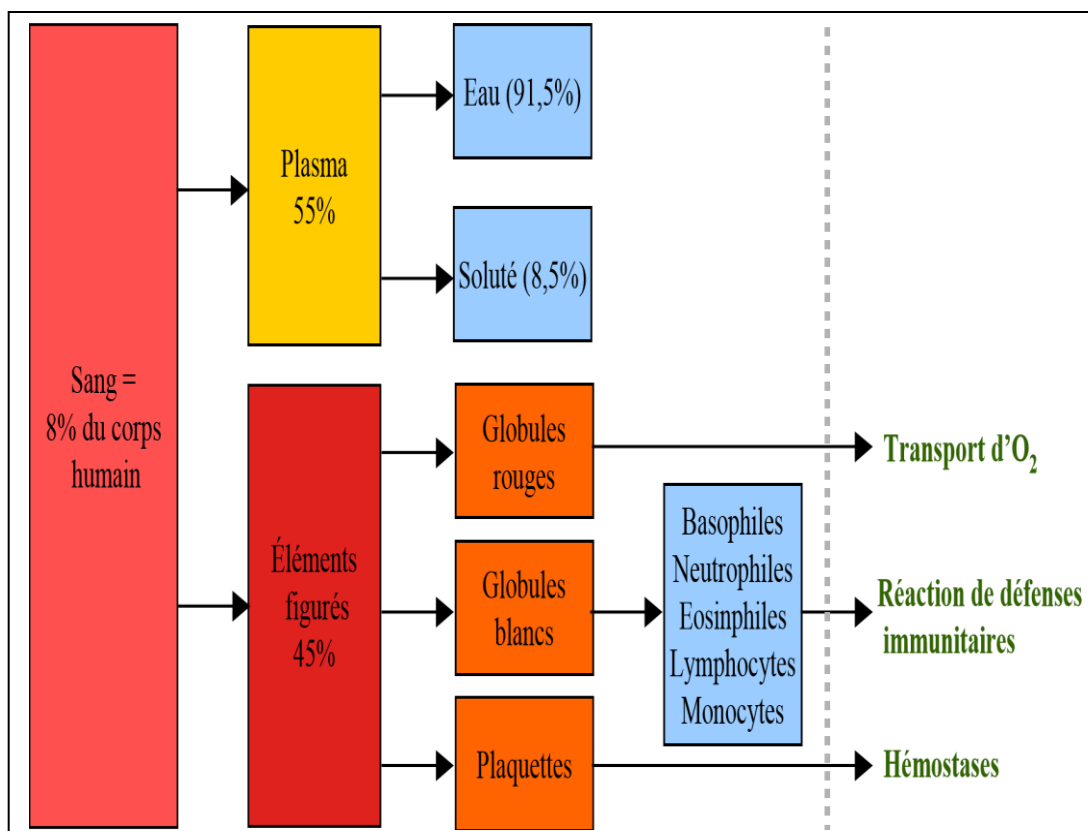 Sang =
8% du corps
humain
Plasma
55%
Eau (91,5%)
Soluté (8,5%)
Éléments
figurés
45%
Globules
rouges
Transport d’O₂
Globules
blancs
Basophiles
Neutrophiles
Eosinphiles
Lymphocytes
Monocytes
Réaction de défenses
immunitaires
Plaquettes
Hémostases